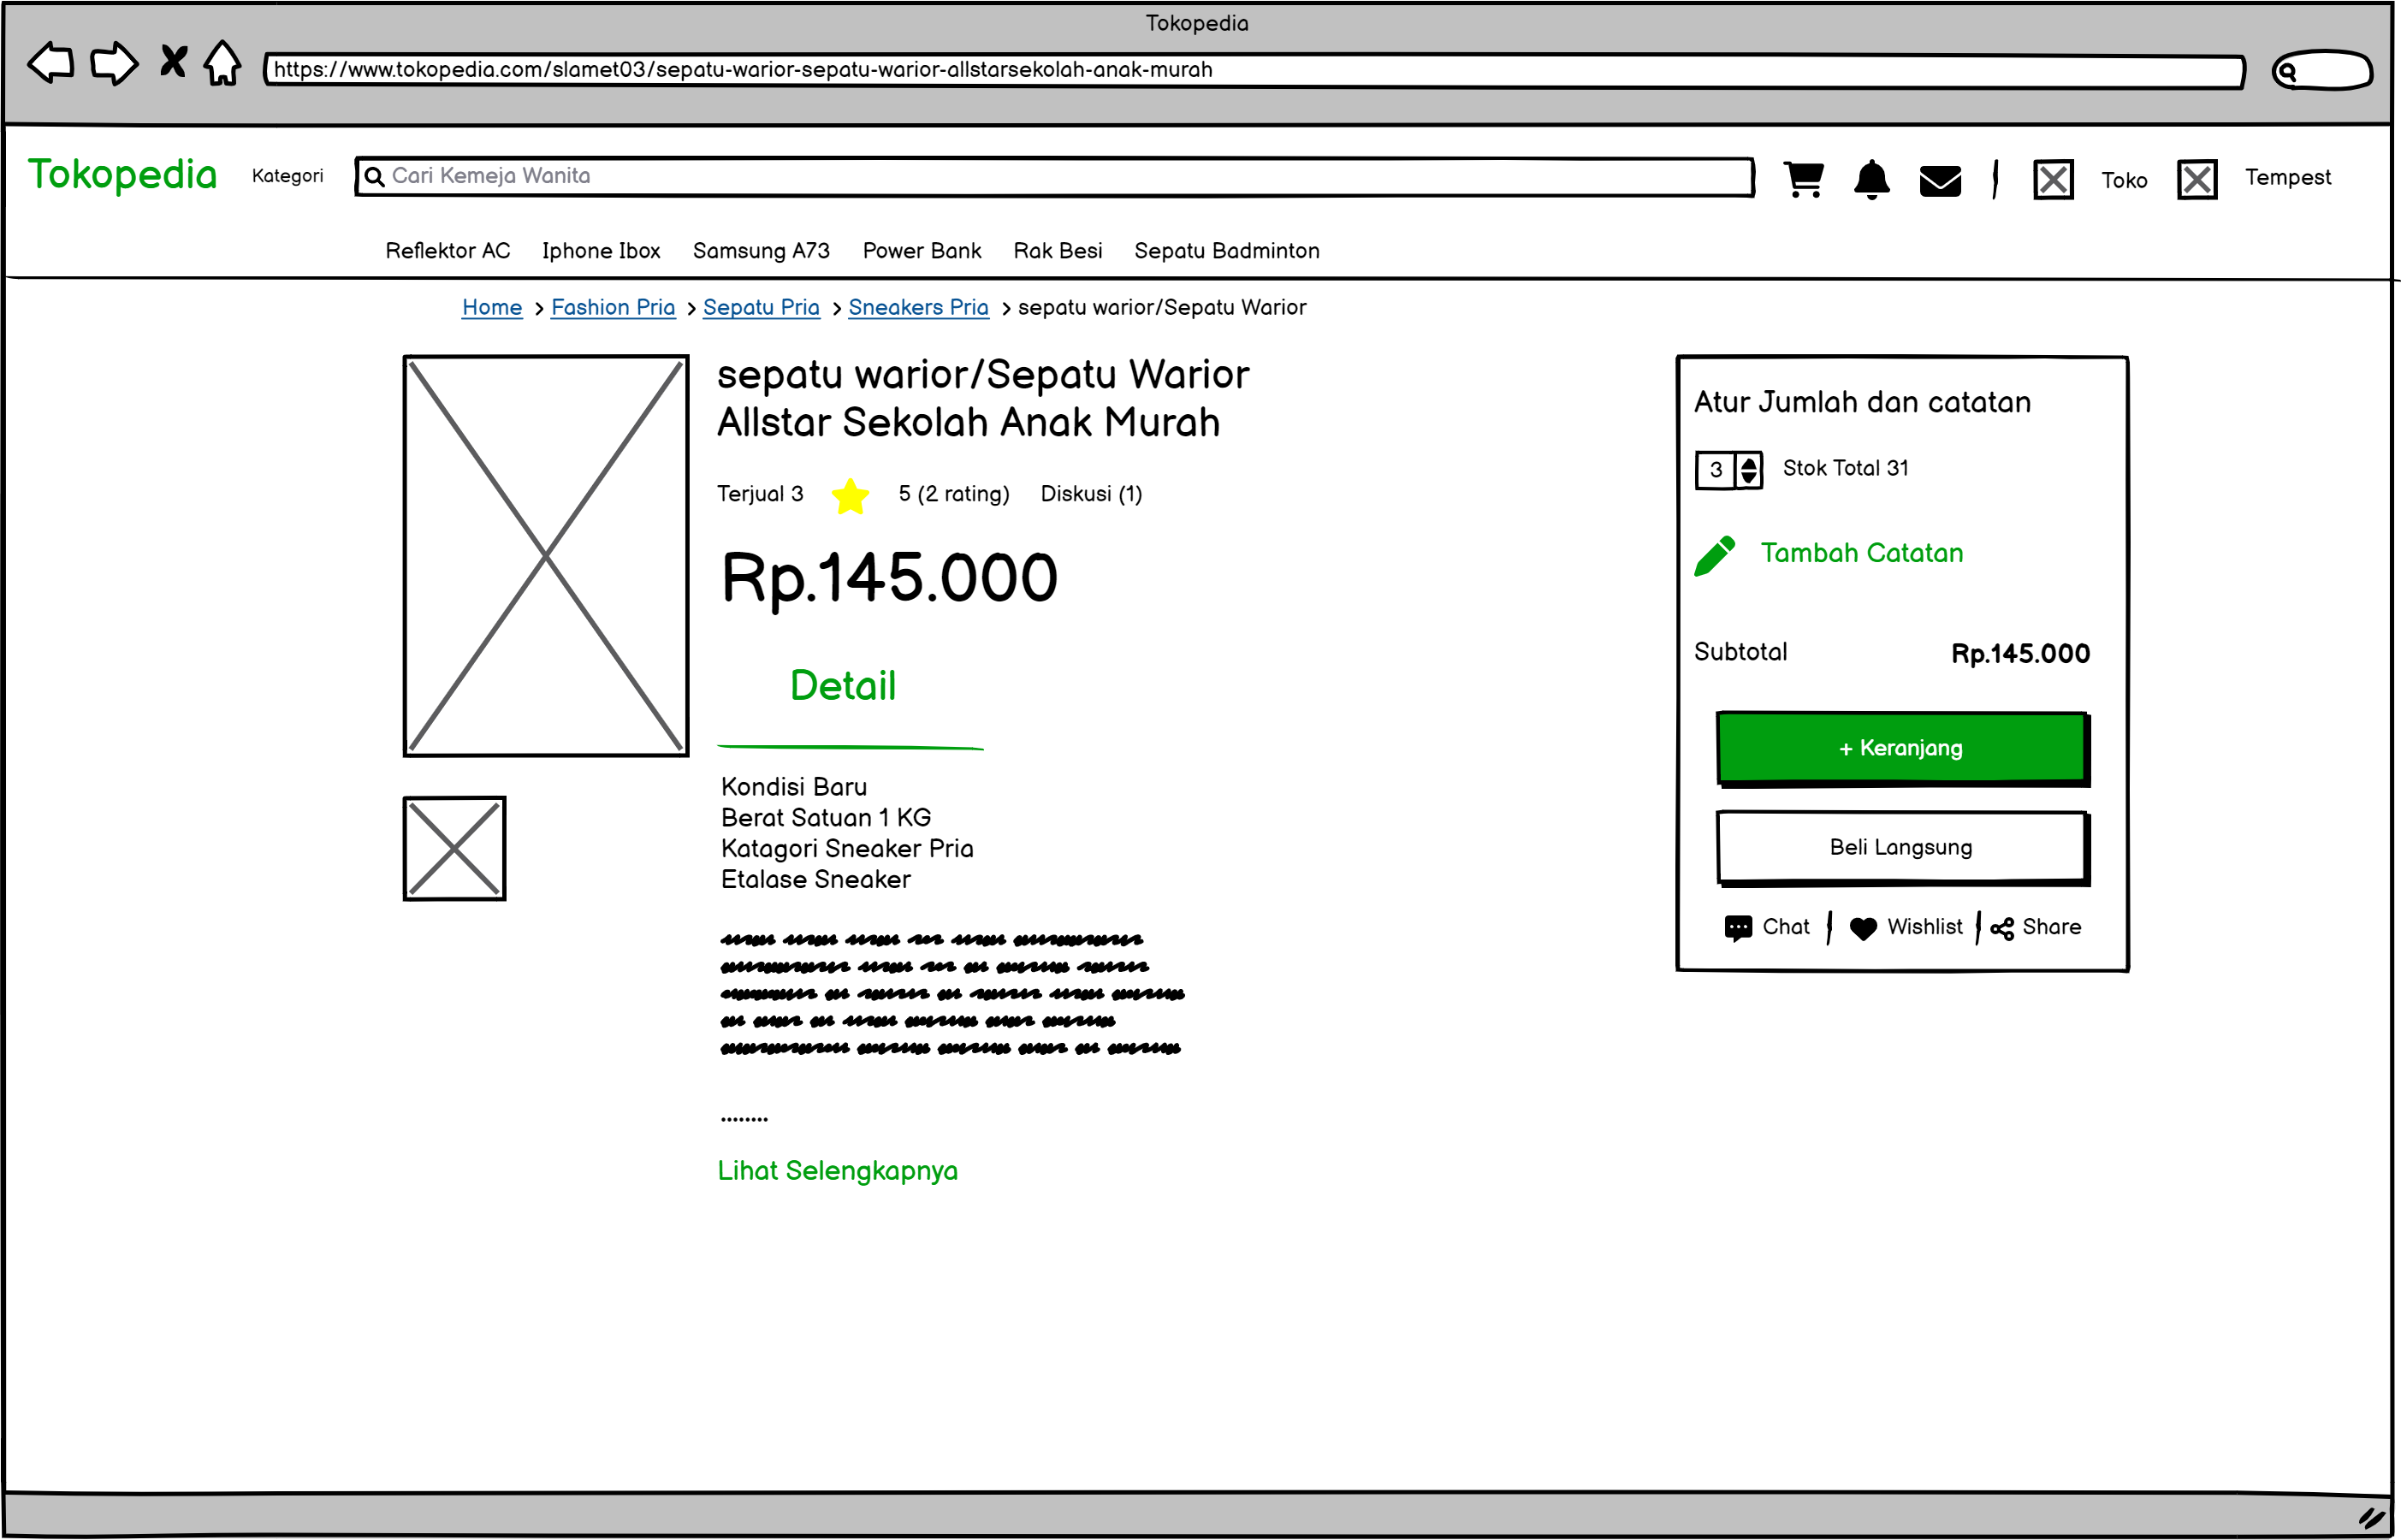 Tokopedia
https://www.tokopedia.com/slamet03/sepatu-warior-sepatu-warior-allstarsekolah-anak-murah
Tokopedia Kategori Cari Kemeja Wanita Toko Tempest
Reflektor AC Iphone Ibox Samsung A73 Power Bank Rak Besi Sepatu Badminton
Home > Fashion Pria > Sepatu Pria > Sneakers Pria > sepatu warior/Sepatu Warior
sepatu warior/Sepatu Warior
Allstar Sekolah Anak Murah
Terjual 3 5 (2 rating) Diskusi (1)
Rp.145.000
Detail
Kondisi Baru
Berat Satuan 1 KG
Katagori Sneaker Pria
Etalase Sneaker
........
Lihat Selengkapnya
Atur Jumlah dan catatan
3 Stok Total 31
Tambah Catatan
Subtotal Rp.145.000
+ Keranjang
Beli Langsung
Chat Wishlist Share